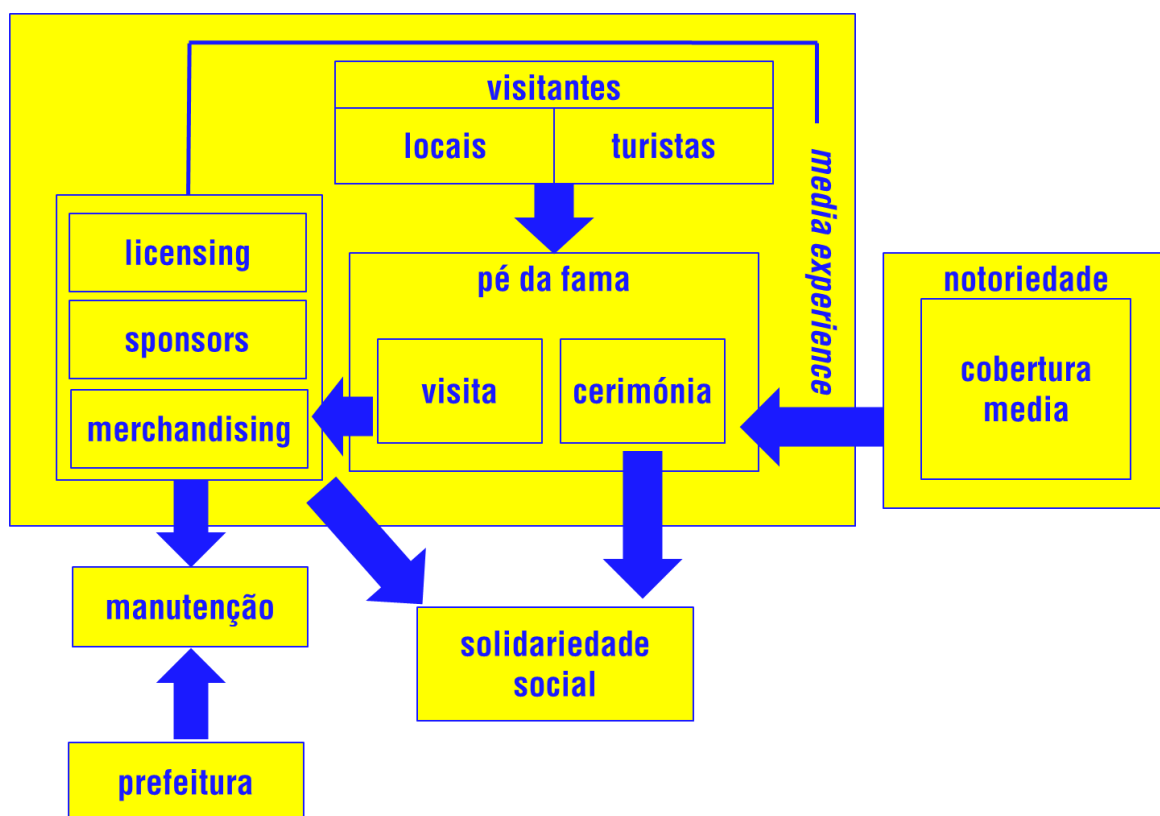 visitantes
locais
turistas
media experience
licensing
sponsors
merchandising
pé da fama
visita
cerimónia
notoriedade
cobertura
media
manutenção
solidariedade
social
prefeitura